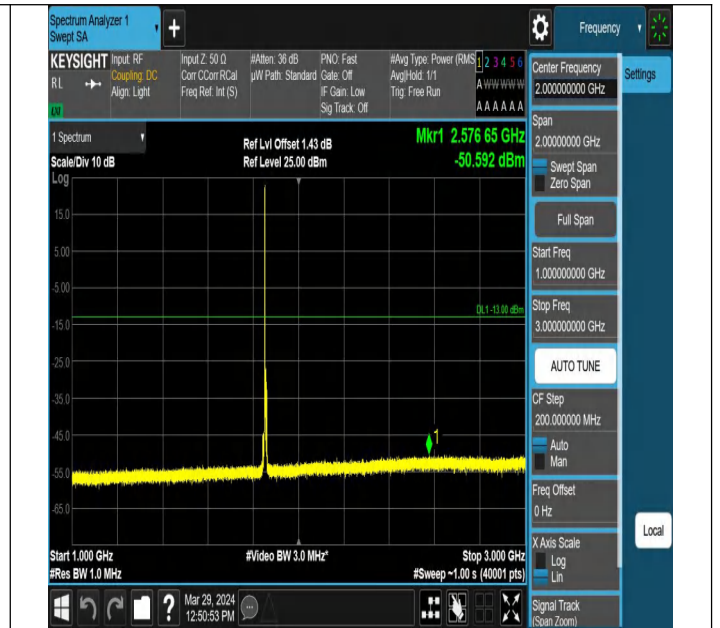 Spectrum Analyzer 1
Swept SA
+
Frequency
KEYSIGHT
R L
LXI
Input: RF
Coupling: DC
Align: Light
Input Z: 50 Ω
Corr CCorr RCal
Freq Ref: Int (S)
#Atten: 36 dB
µW Path: Standard
PNO: Fast
Gate: Off
IF Gain: Low
Sig Track: Off
#Avg Type: Power (RMS
Avg|Hold: 1/1
Trig: Free Run
1 2 3 4 5 6
A W W W W W
A A A A A A
1 Spectrum
Scale/Div 10 dB
Log
Ref Lvl Offset 1.43 dB
Ref Level 25.00 dBm
Mkr1 2.576 65 GHz
-50.592 dBm
15.0
5.00
-5.00
DL1 -13.00 dBm
-15.0
-25.0
-35.0
-45.0
1
-55.0
-65.0
Start 1.000 GHz
#Res BW 1.0 MHz
#Video BW 3.0 MHz*
Stop 3.000 GHz
#Sweep ~1.00 s (40001 pts)
Center Frequency
2.00000000 GHz
Settings
Span
2.00000000 GHz
Swept Span
Zero Span
Full Span
Start Freq
1.000000000 GHz
Stop Freq
3.000000000 GHz
AUTO TUNE
CF Step
200.000000 MHz
Auto
Man
Freq Offset
0 Hz
X Axis Scale
Log
Lin
Local
Signal Track
(Span Zoom)
?
Mar 29, 2024
12:50:53 PM